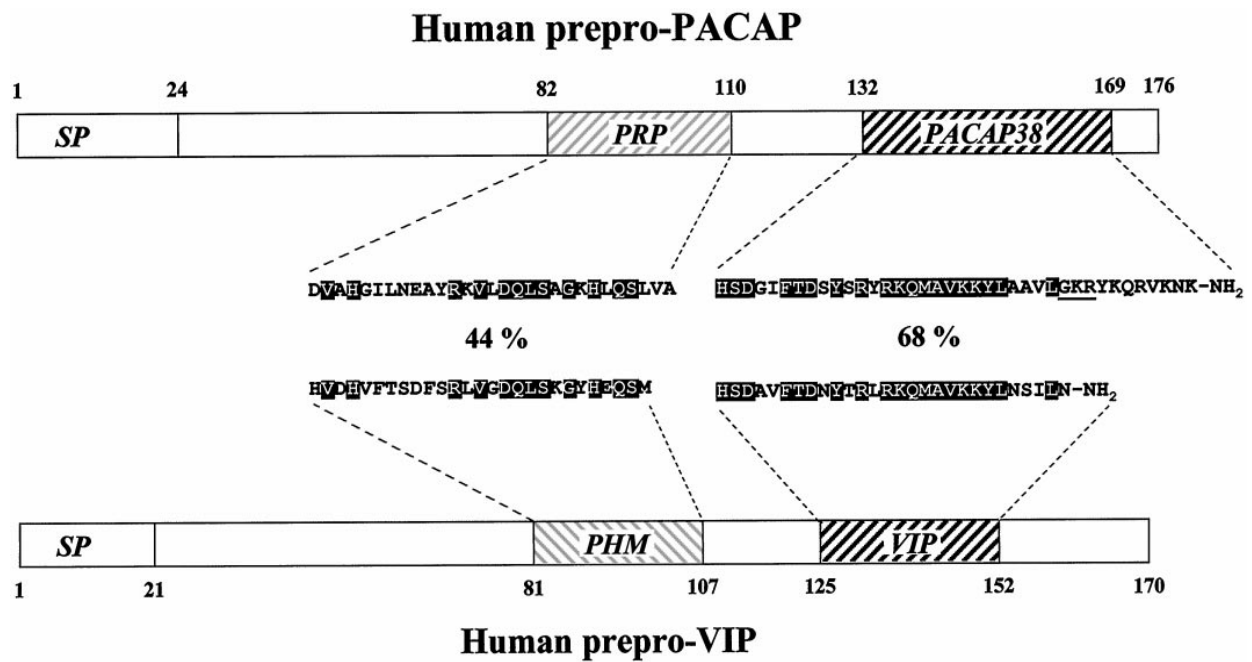 Human prepro-PACAP
1 24 82 110 132 169 176
SP PRP PACAP38
DVAHGILNEAYRKVLDQLSAGKHLQSLVA HSDGIFTDSYSRYRKQMAVKKYLAAVLGKRYKQRVKNK-NH2
44 % 68 %
HVDHVFTSDFSRLVGDQLSKGYHEQSM HSDAVFTDNYTRLRKQMAVKKYLNSILN-NH2
SP PHM VIP
1 21 81 107 125 152 170
Human prepro-VIP